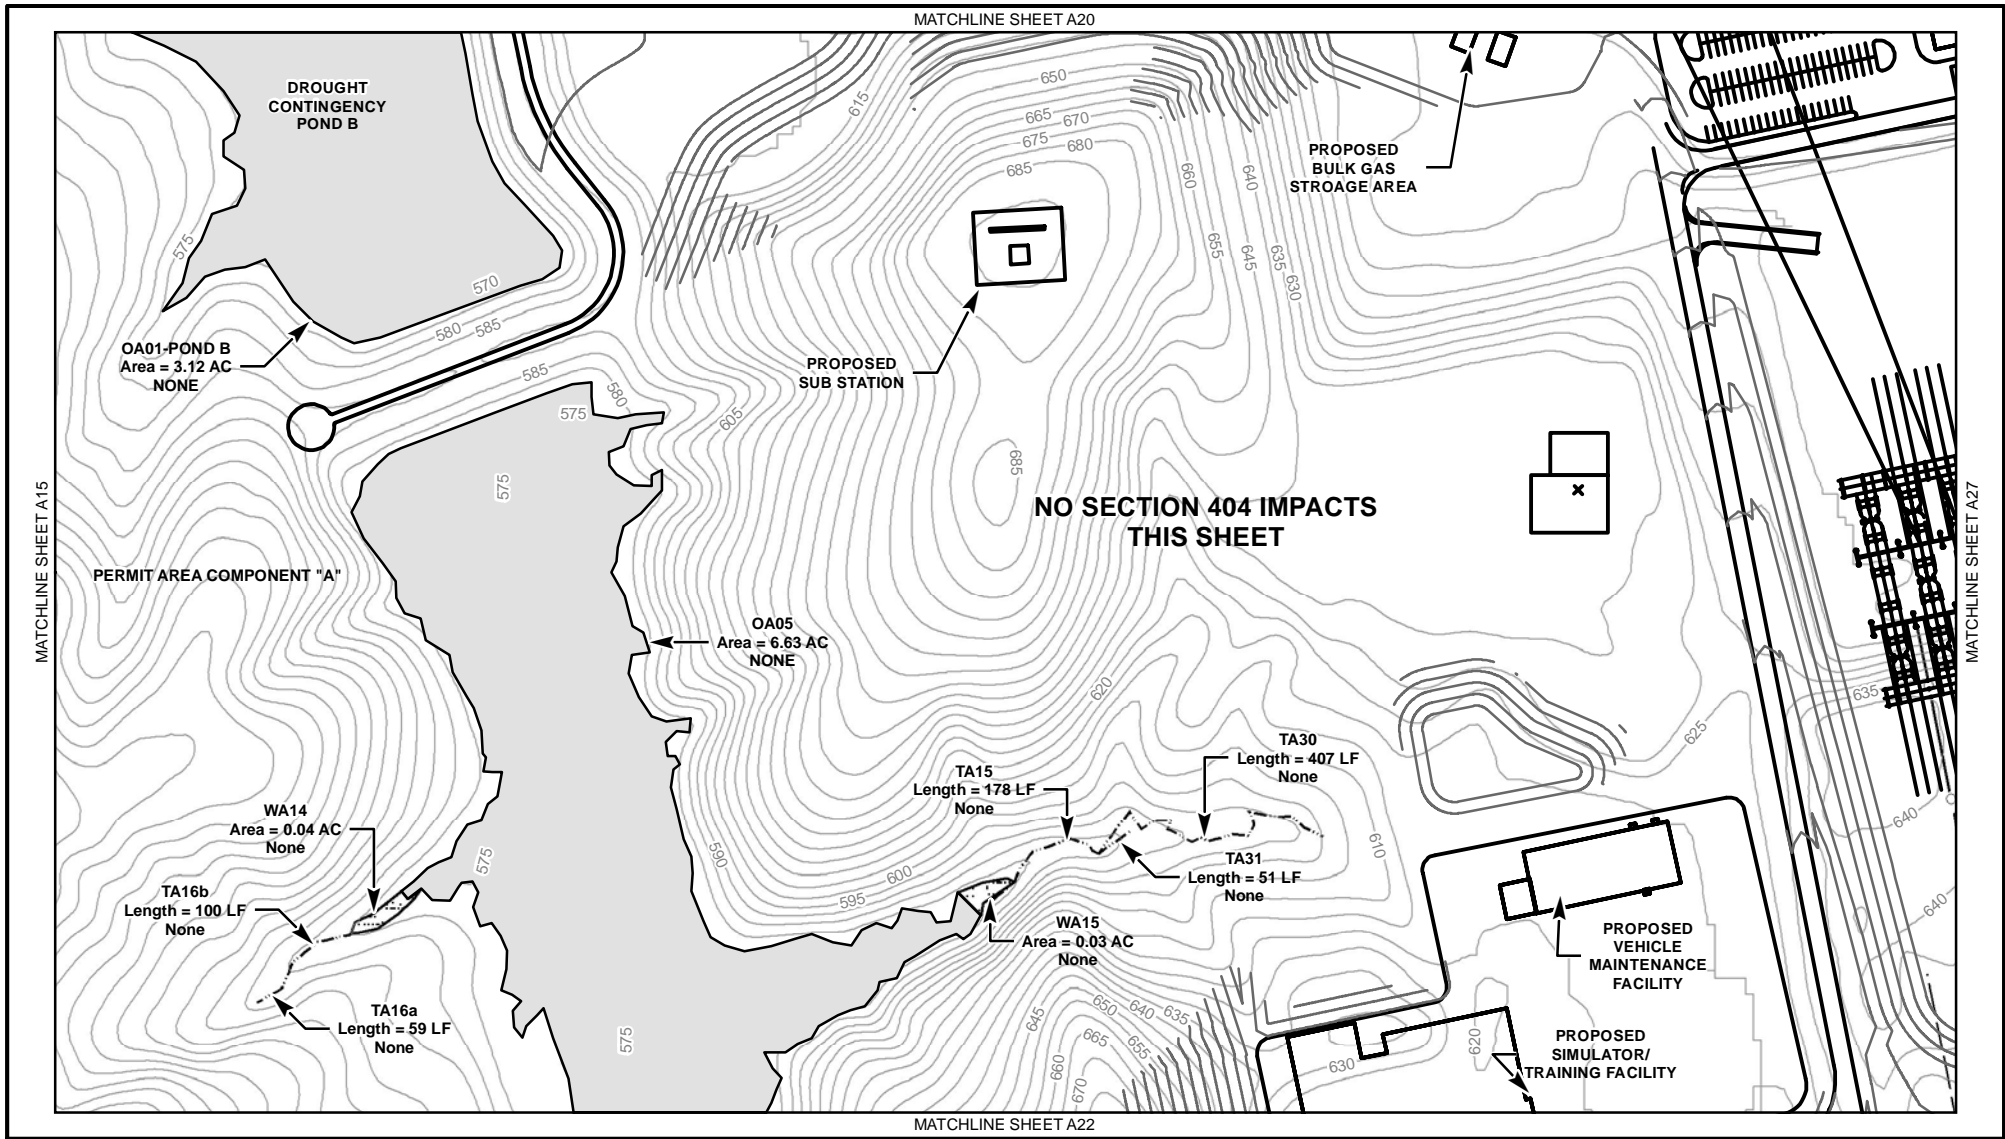 MATCHLINE SHEET A20
DROUGHT
CONTINGENCY
POND B
650
615
665
670
675
680
685
PROPOSED
BULK GAS
STROAGE AREA
660
640
575
655
645
635
630
570
580
585
OA01-POND B
Area = 3.12 AC
NONE
PROPOSED
SUB STATION
585
580
575
605
685
575
NO SECTION 404 IMPACTS
THIS SHEET
MATCHLINE SHEET A15
MATCHLINE SHEET A27
PERMIT AREA COMPONENT "A"
OA05
Area = 6.63 AC
NONE
620
635
625
TA30
Length = 407 LF
None
TA15
Length = 178 LF
None
WA14
Area = 0.04 AC
None
640
610
590
575
600
595
TA31
Length = 51 LF
None
TA16b
Length = 100 LF
None
640
WA15
Area = 0.03 AC
None
PROPOSED
VEHICLE
MAINTENANCE
FACILITY
TA16a
Length = 59 LF
None
645
650
640
635
665
655
660
670
575
620
630
PROPOSED
SIMULATOR/
TRAINING FACILITY
MATCHLINE SHEET A22